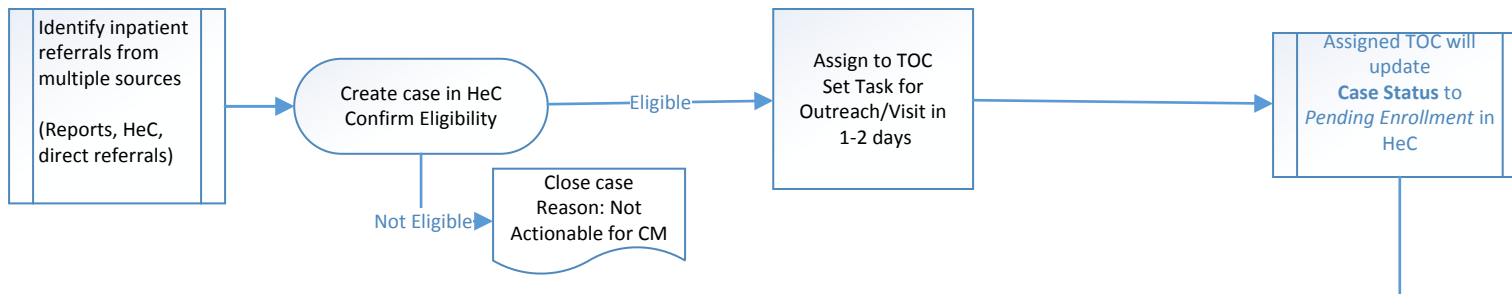 Identify inpatient
referrals from
multiple sources
(Reports, HeC,
direct referrals)
Create case in HeC
Confirm Eligibility
Eligible
Not Eligible
Close case
Reason: Not
Actionable for CM
Assign to TOC
Set Task for
Outreach/Visit in
1-2 days
Assigned TOC will
update
Case Status to
Pending Enrollment in
HeC